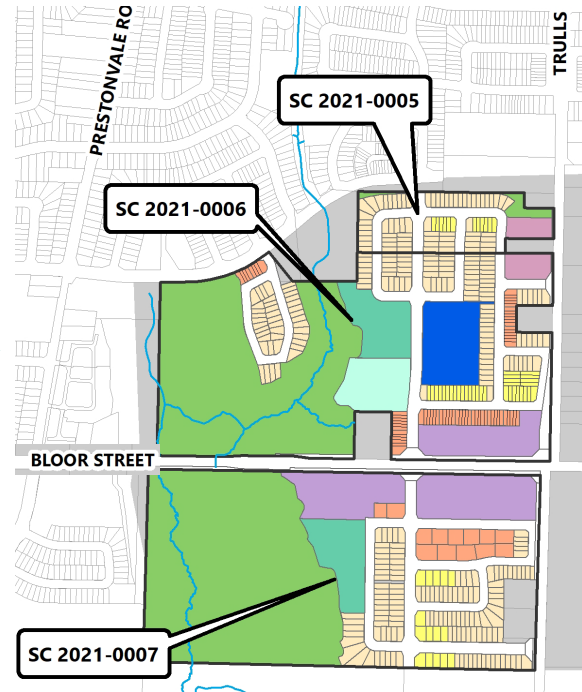 PRESTONVALE RO
TRULLS
SC 2021-0005
SC 2021-0006
BLOOR STREET
SC 2021-0007